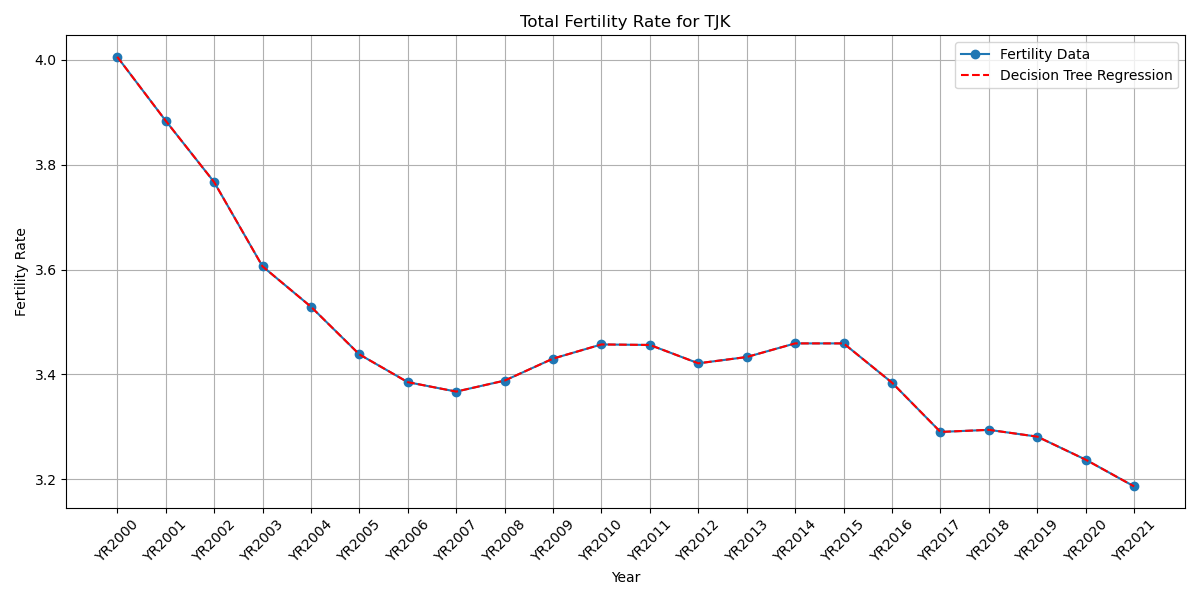 Total Fertility Rate for TJK
Fertility Data
Decision Tree Regression
Fertility Rate
4.0
3.8
3.6
3.4
3.2
YR2000
YR2001
YR2002
YR2003
YR2004
YR2005
YR2006
YR2007
YR2008
YR2009
YR2010
YR2011
YR2012
YR2013
YR2014
YR2015
YR2016
YR2017
YR2018
YR2019
YR2020
YR2021
Year